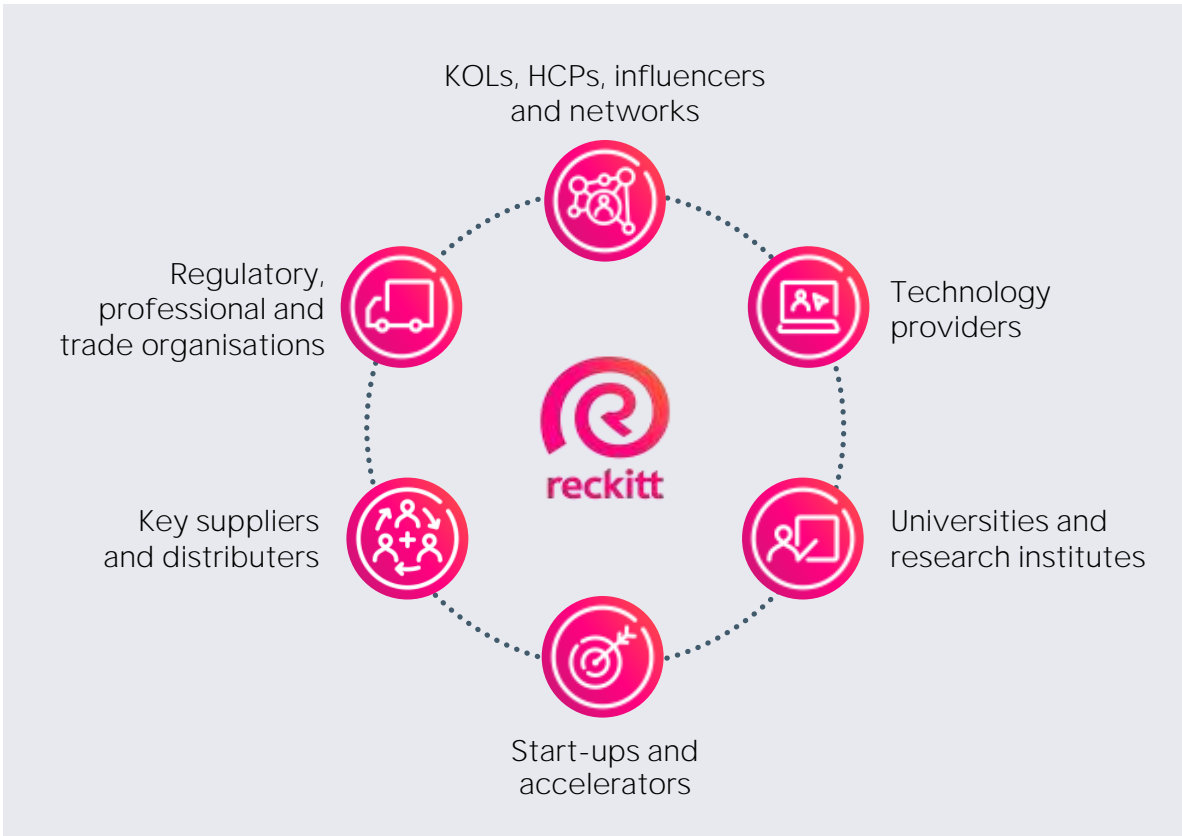 KOLs, HCPs, influencers
and networks
Regulatory,
professional and
trade organisations
Technology
providers
reckitt
Key suppliers
and distributers
Universities and
research institutes
Start-ups and
accelerators